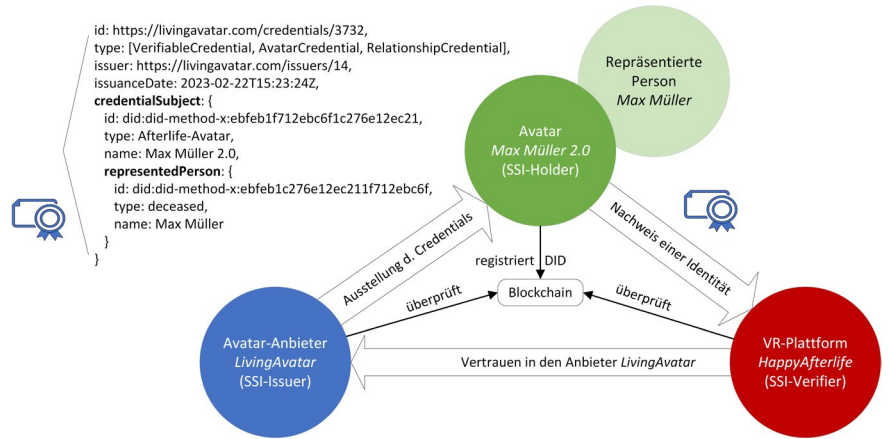 id: https://livingavatar.com/credentials/3732,
type: [VerifiableCredential, AvatarCredential, RelationshipCredential],
issuer: https://livingavatar.com/issuers/14,
issuanceDate: 2023-02-22T15:23:24Z,
credentialSubject: {
id: did:did-method-x:ebfeb1f712ebc6f1c276e12ec21,
type: Afterlife-Avatar,
name: Max Müller 2.0,
representedPerson: {
id: did:did-method-x:ebfeb1c276e12ec211f712ebc6f,
type: deceased,
name: Max Müller
}
}
Repräsentierte
Person
Max Müller
Avatar
Max Müller 2.0
(SSI-Holder)
Ausstellung d. Credentials
Nachweis einer Identität
registriert DID
Blockchain
überprüft
überprüft
Avatar-Anbieter
LivingAvatar
(SSI-Issuer)
Vertrauen in den Anbieter LivingAvatar
VR-Plattform
HappyAfterlife
(SSI-Verifier)